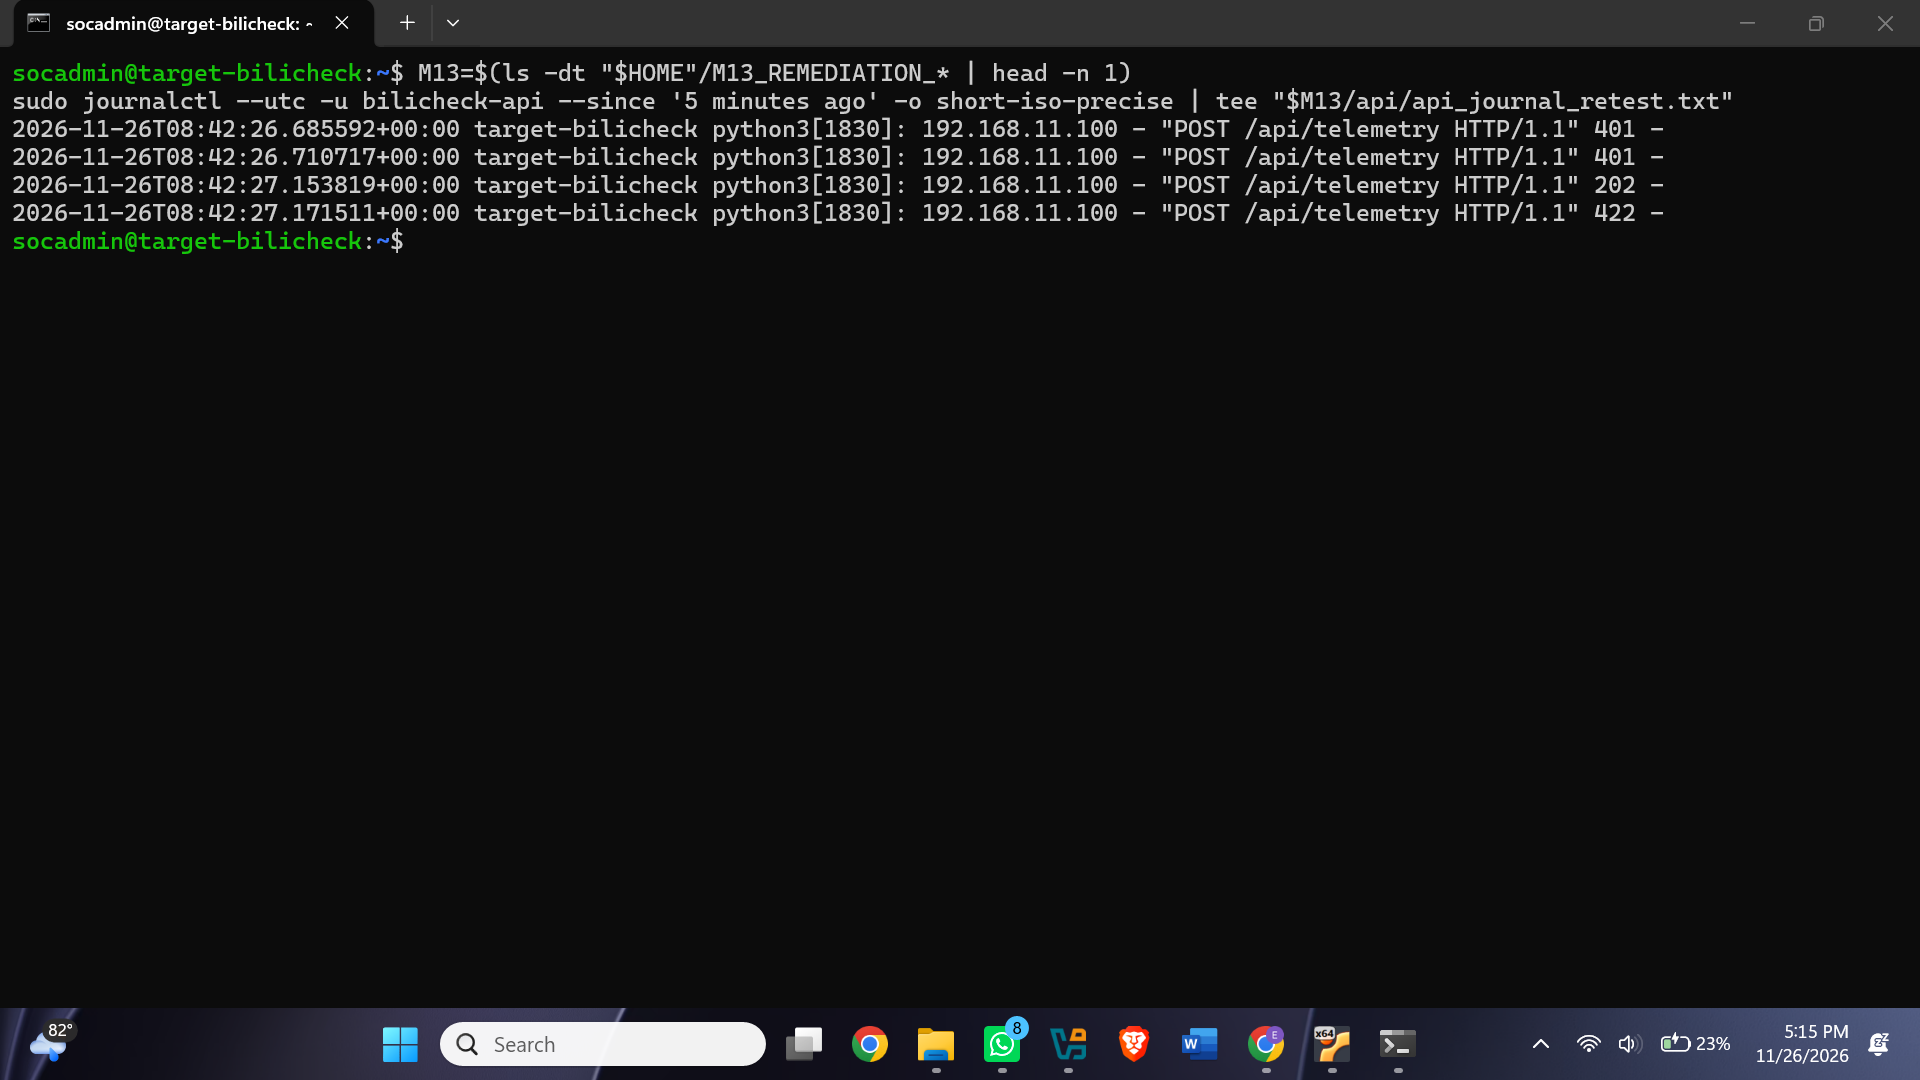 socadmin@target-bilicheck: ~
socadmin@target-bilicheck:~$ M13=$(ls -dt "$HOME"/M13_REMEDIATION_* | head -n 1)
sudo journalctl --utc -u bilicheck-api --since '5 minutes ago' -o short-iso-precise | tee "$M13/api/api_journal_retest.txt"
2026-11-26T08:42:26.685592+00:00 target-bilicheck python3[1830]: 192.168.11.100 - "POST /api/telemetry HTTP/1.1" 401 -
2026-11-26T08:42:26.710717+00:00 target-bilicheck python3[1830]: 192.168.11.100 - "POST /api/telemetry HTTP/1.1" 401 -
2026-11-26T08:42:27.153819+00:00 target-bilicheck python3[1830]: 192.168.11.100 - "POST /api/telemetry HTTP/1.1" 202 -
2026-11-26T08:42:27.171511+00:00 target-bilicheck python3[1830]: 192.168.11.100 - "POST /api/telemetry HTTP/1.1" 422 -
socadmin@target-bilicheck:~$
82°
Search
8
W
E
x64
23%
5:15 PM
11/26/2026